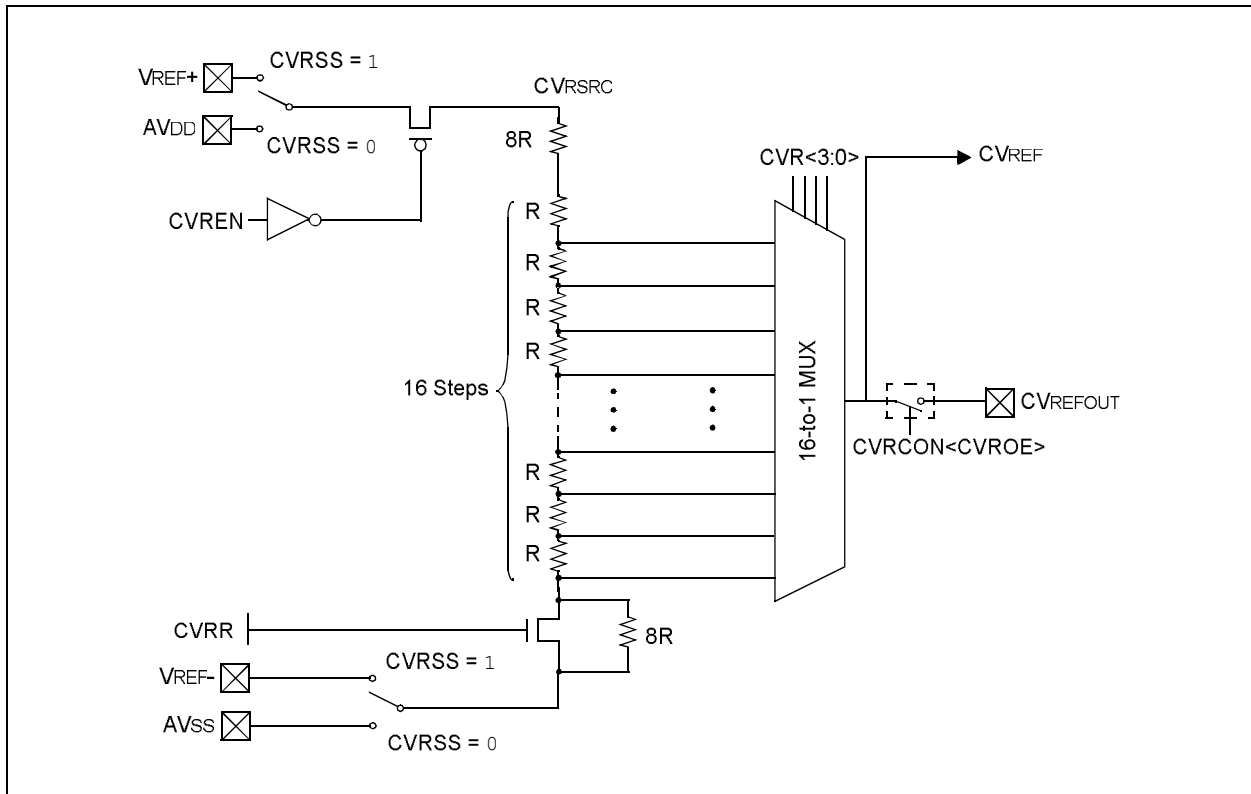 VREF+
CVRSS = 1
AVDD
CVRSS = 0
CVREN
CVRSRC
8R
R
R
R
R
16 Steps
R
R
R
CVR<3:0>
16-to-1 MUX
CVREF
CVREFOUT
CVRCON<CVROE>
CVRR
8R
VREF-
CVRSS = 1
AVSS
CVRSS = 0